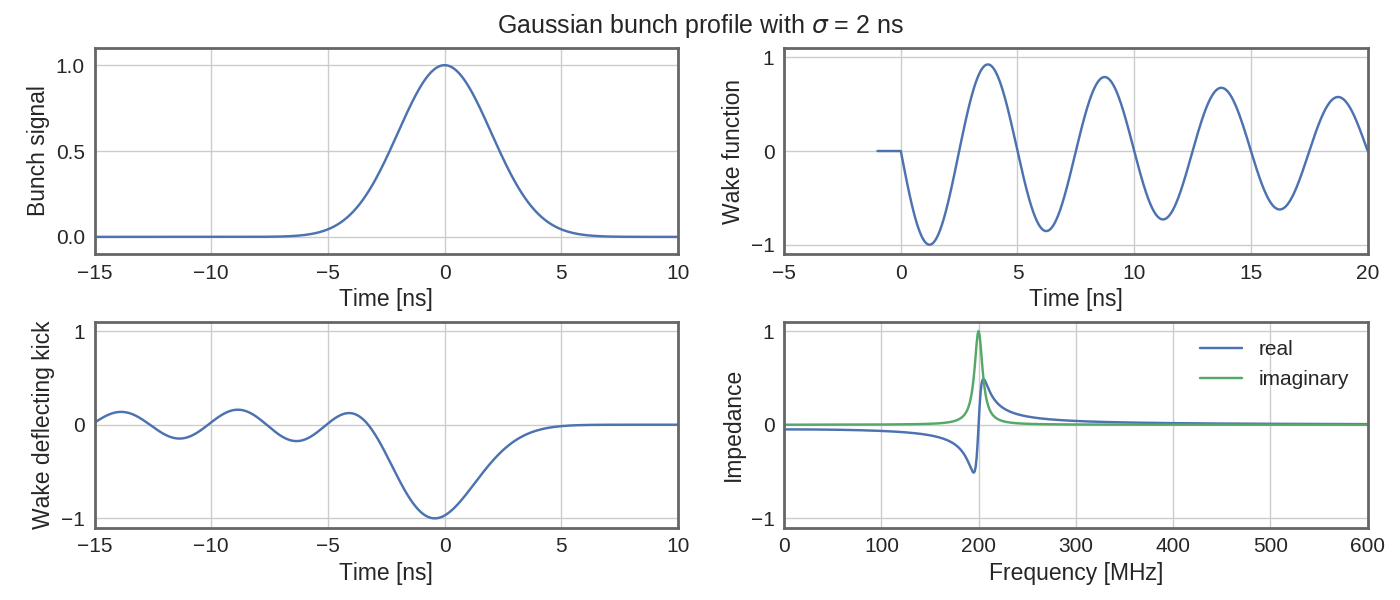 Gaussian bunch profile with σ = 2 ns
Bunch signal
1.0
0.5
0.0
−15 −10 −5 0 5 10
Time [ns]
Wake function
1
0
−1
−5 0 5 10 15 20
Time [ns]
Wake deflecting kick
1
0
−1
−15 −10 −5 0 5 10
Time [ns]
Impedance
1
0
−1
real
imaginary
0 100 200 300 400 500 600
Frequency [MHz]